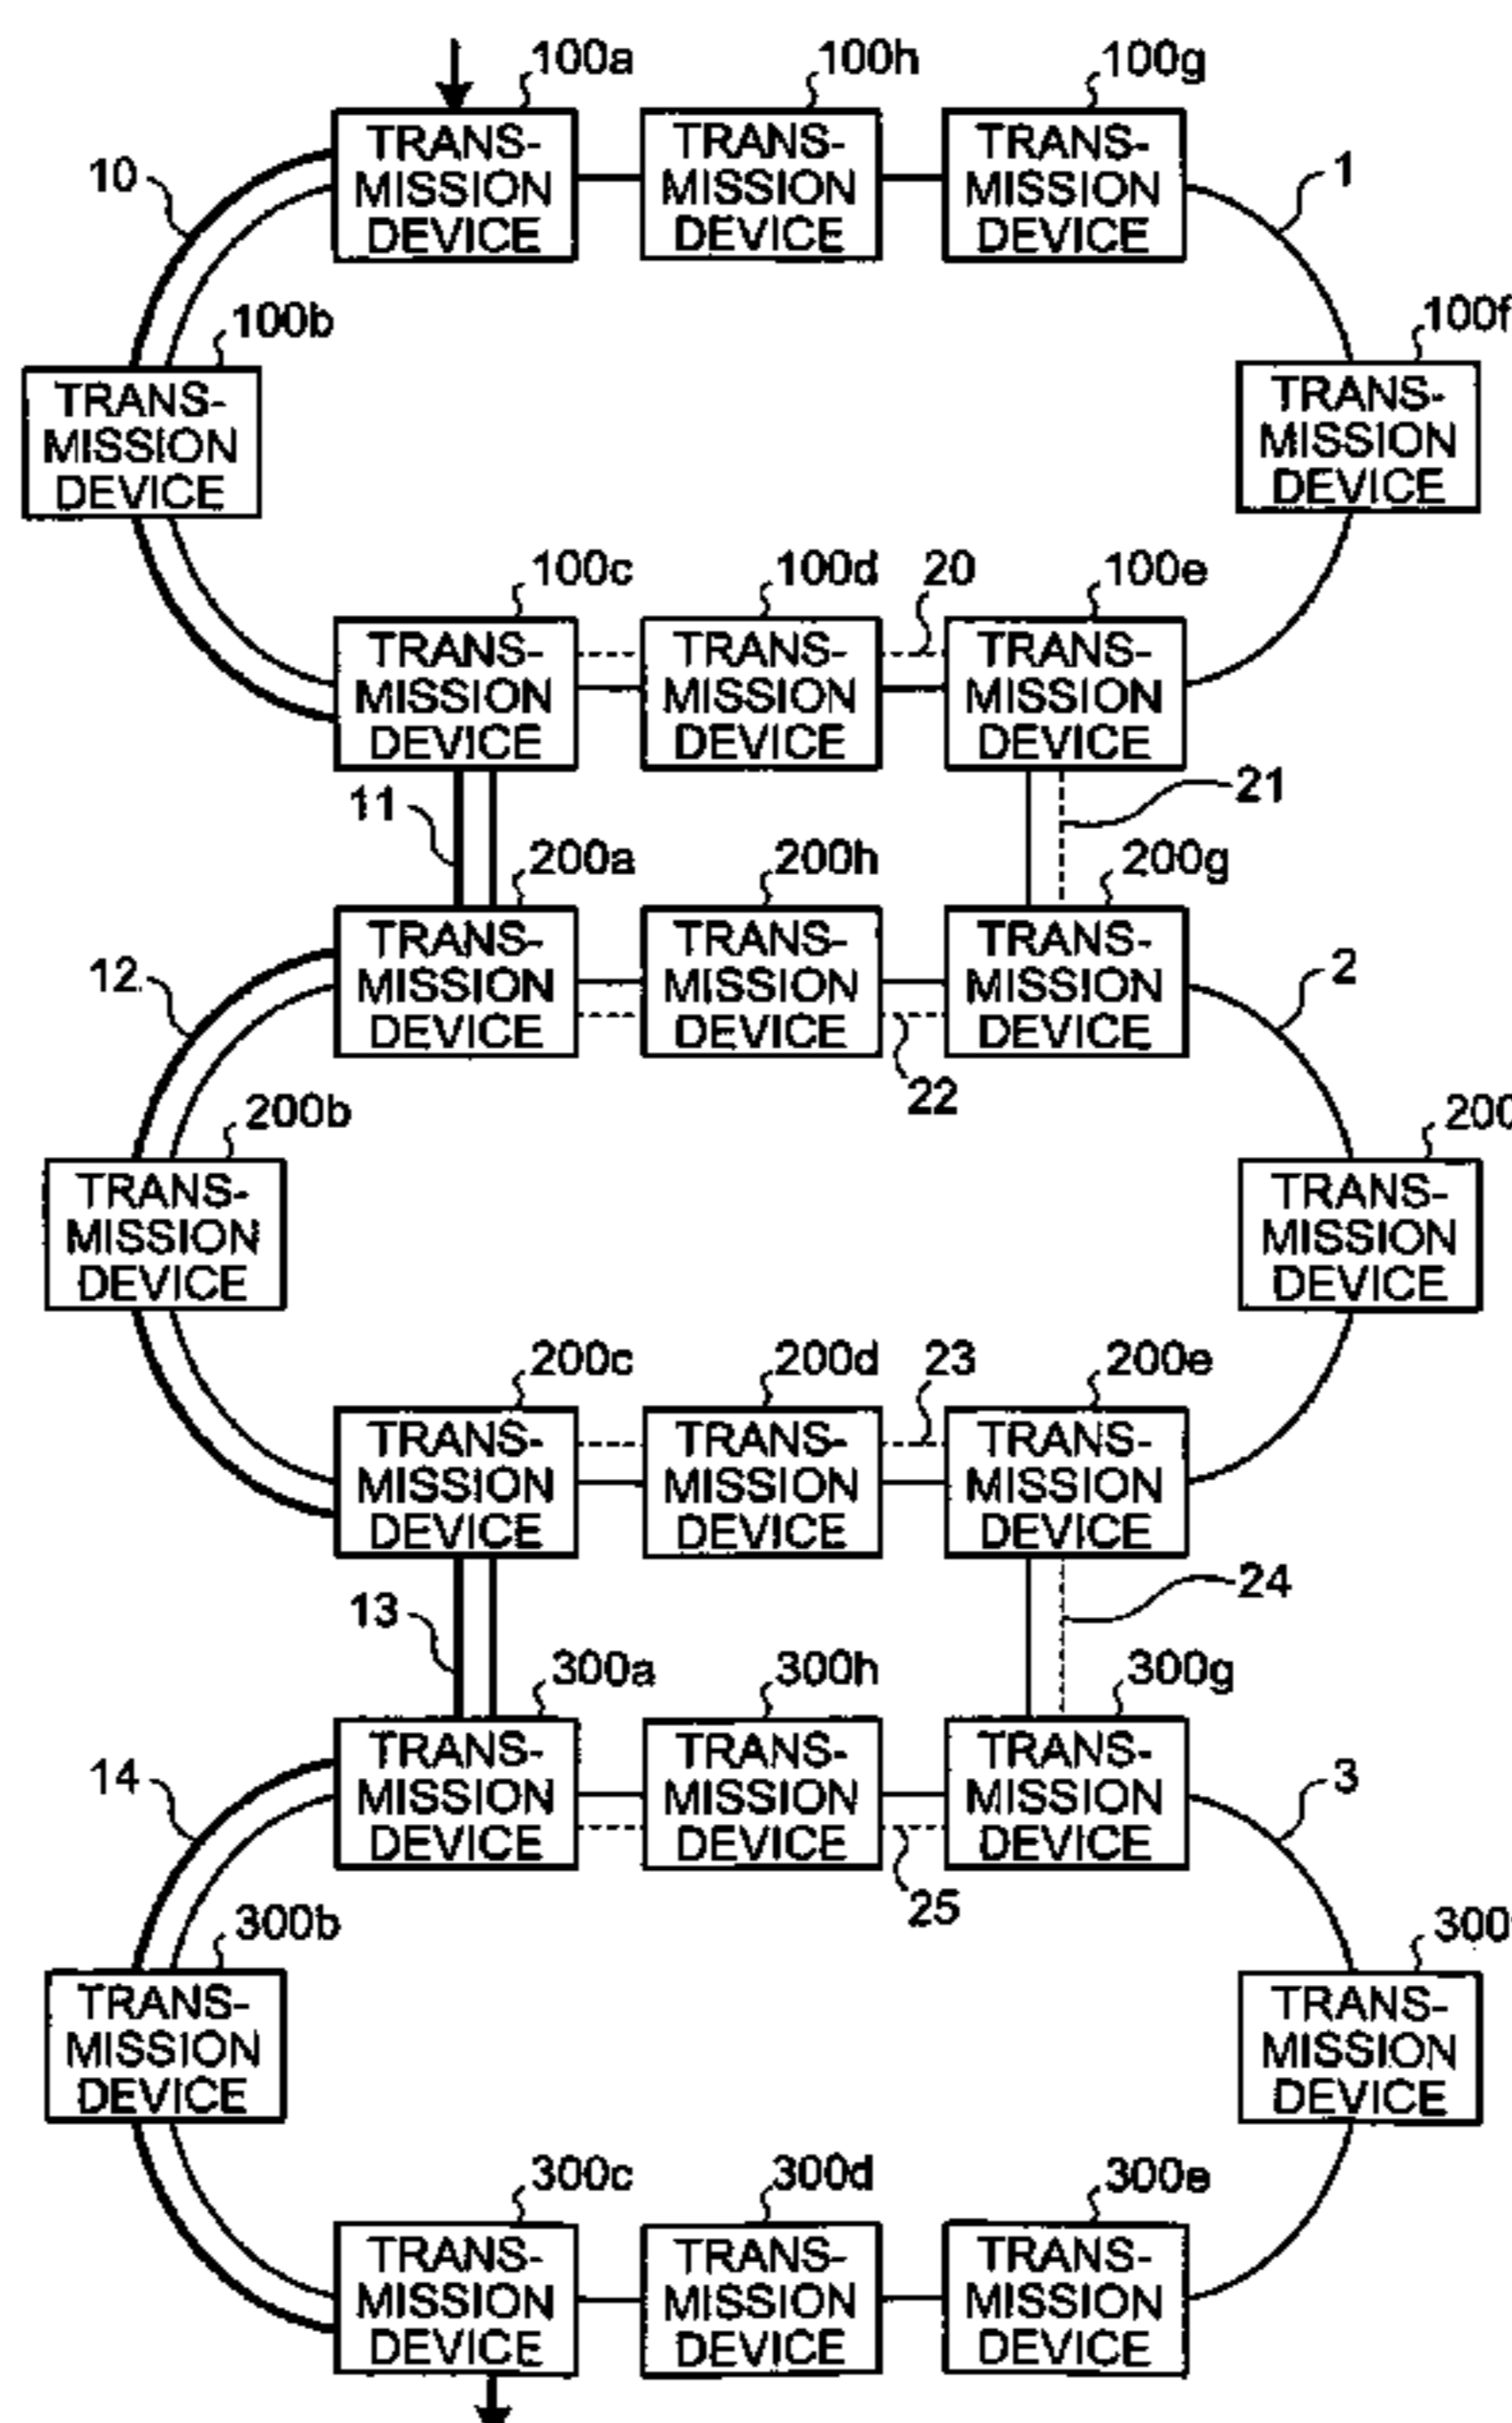 100a
100h
100g
TRANS-
MISSION
DEVICE
TRANS-
MISSION
DEVICE
TRANS-
MISSION
DEVICE
10
1
100b
100f
TRANS-
MISSION
DEVICE
TRANS-
MISSION
DEVICE
100c
100d
20
100e
TRANS-
MISSION
DEVICE
TRANS-
MISSION
DEVICE
TRANS-
MISSION
DEVICE
11
21
200a
200h
200g
TRANS-
MISSION
DEVICE
TRANS-
MISSION
DEVICE
TRANS-
MISSION
DEVICE
12
2
22
200b
200
TRANS-
MISSION
DEVICE
TRANS-
MISSION
DEVICE
200c
200d
23
200e
TRANS-
MISSION
DEVICE
TRANS-
MISSION
DEVICE
TRANS-
MISSION
DEVICE
13
24
300a
300h
300g
TRANS-
MISSION
DEVICE
TRANS-
MISSION
DEVICE
TRANS-
MISSION
DEVICE
14
3
25
300b
300
TRANS-
MISSION
DEVICE
TRANS-
MISSION
DEVICE
300c
300d
300e
TRANS-
MISSION
DEVICE
TRANS-
MISSION
DEVICE
TRANS-
MISSION
DEVICE